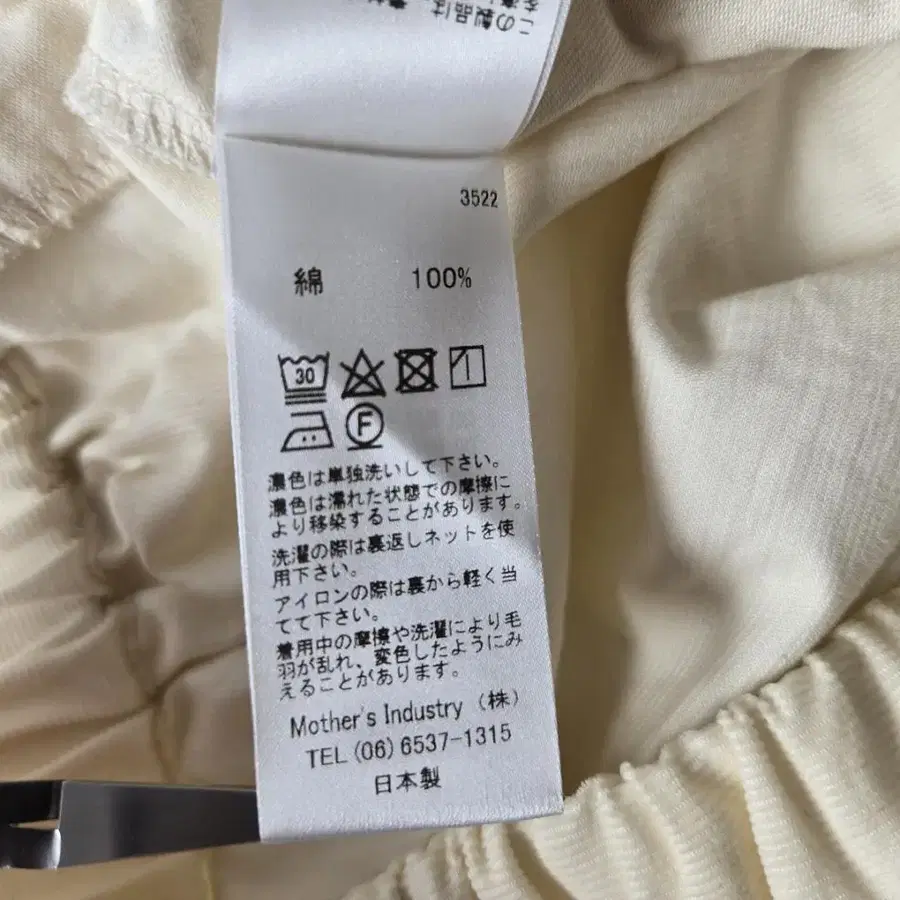 この製品は
3522
綿 100%
30
F
濃色は単独洗いして下さい。
濃色は濡れた状態での摩擦に
より移染することがあります。
洗濯の際は裏返しネットを使
用下さい。
アイロンの際は裏から軽く当
てて下さい。
着用中の摩擦や洗濯により毛
羽が乱れ、変色したようにみ
えることがあります。
Mother's Industry (株)
TEL (06) 6537-1315
日本製